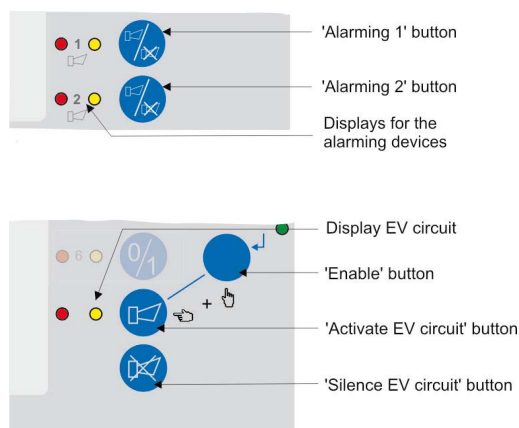 'Alarming 1' button
1
'Alarming 2' button
2
Displays for the
alarming devices
Display EV circuit
6 0/1
'Enable' button
+
'Activate EV circuit' button
'Silence EV circuit' button